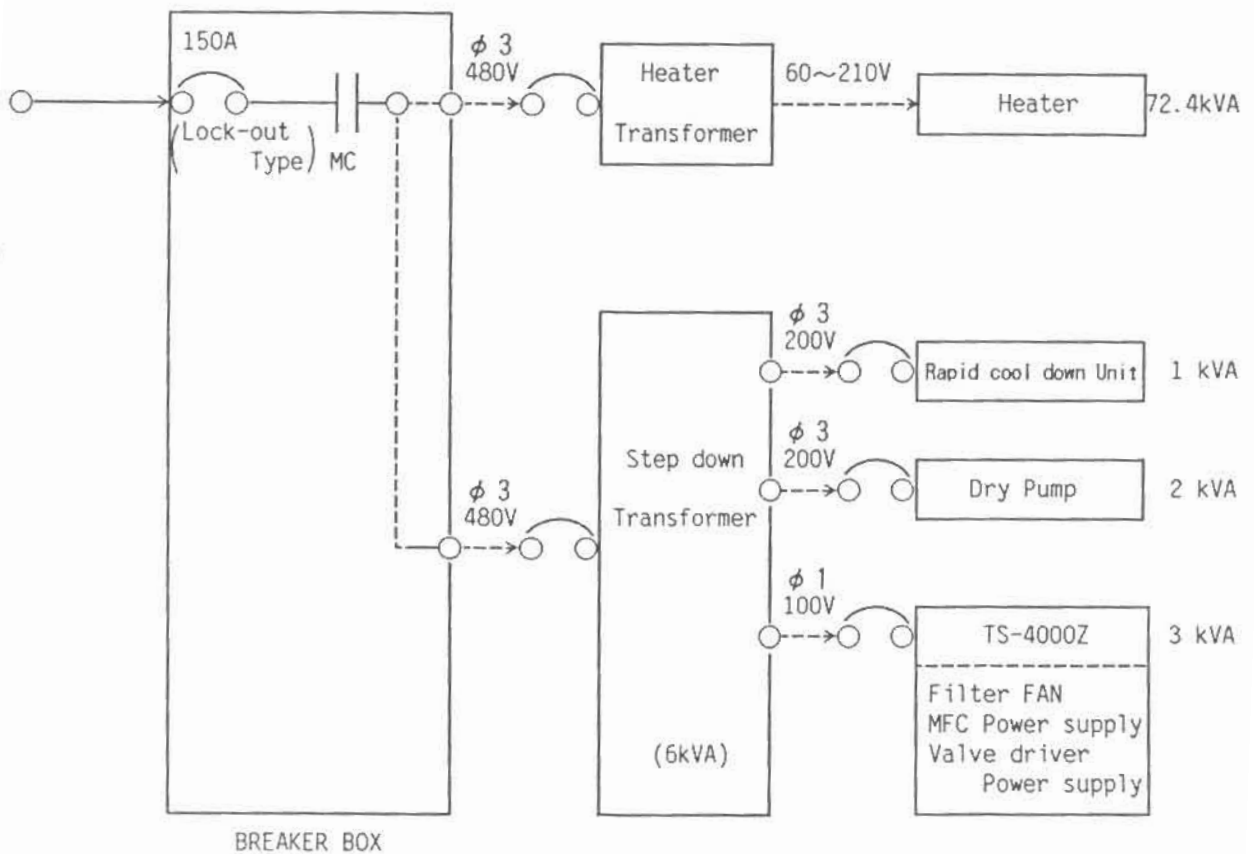 150A
(Lock-out
Type) MC
φ 3
480V
Heater
Transformer
60～210V
Heater
72.4kVA
φ 3
480V
Step down
Transformer
(6kVA)
φ 3
200V
Rapid cool down Unit
1 kVA
φ 3
200V
Dry Pump
2 kVA
φ 1
100V
TS-4000Z
3 kVA
Filter FAN
MFC Power supply
Valve driver
Power supply
BREAKER BOX